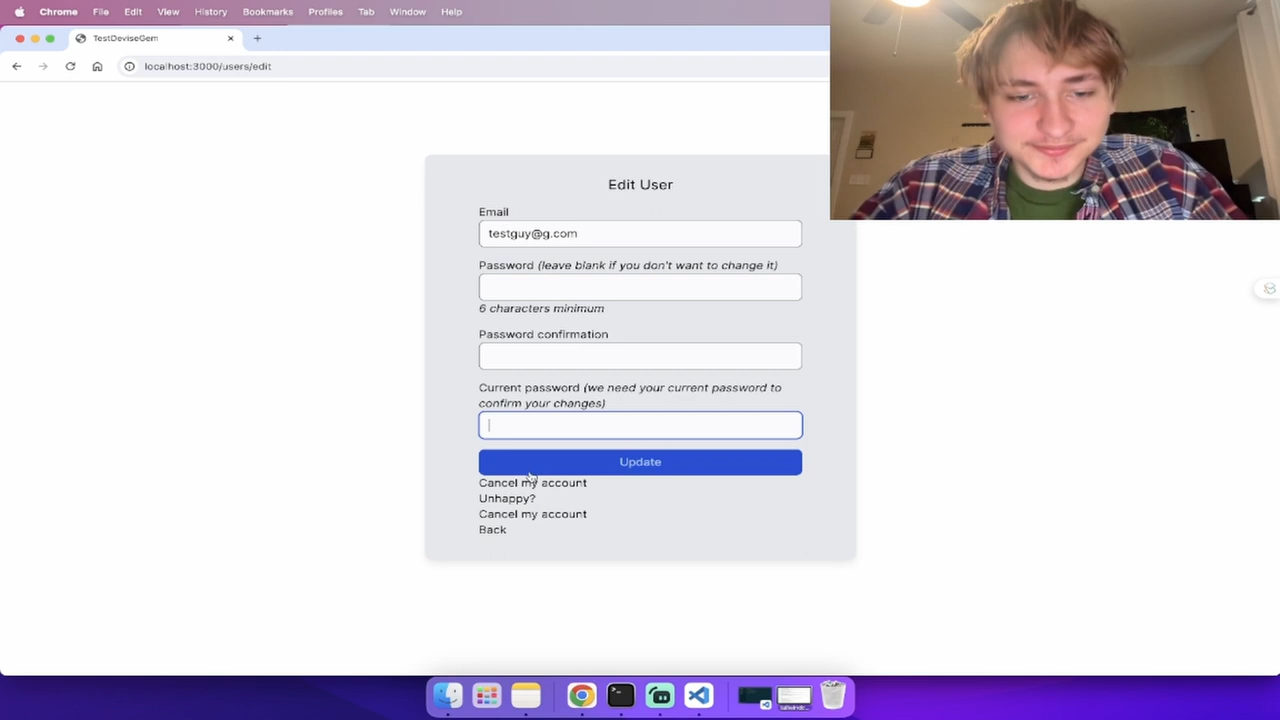 Chrome File Edit View History Bookmarks Profiles Tab Window Help
TestDeviseGem
localhost:3000/users/edit
Edit User
Email
testguy@g.com
Password (leave blank if you don't want to change it)
6 characters minimum
Password confirmation
Current password (we need your current password to
confirm your changes)
Update
Cancel my account
Unhappy?
Cancel my account
Back